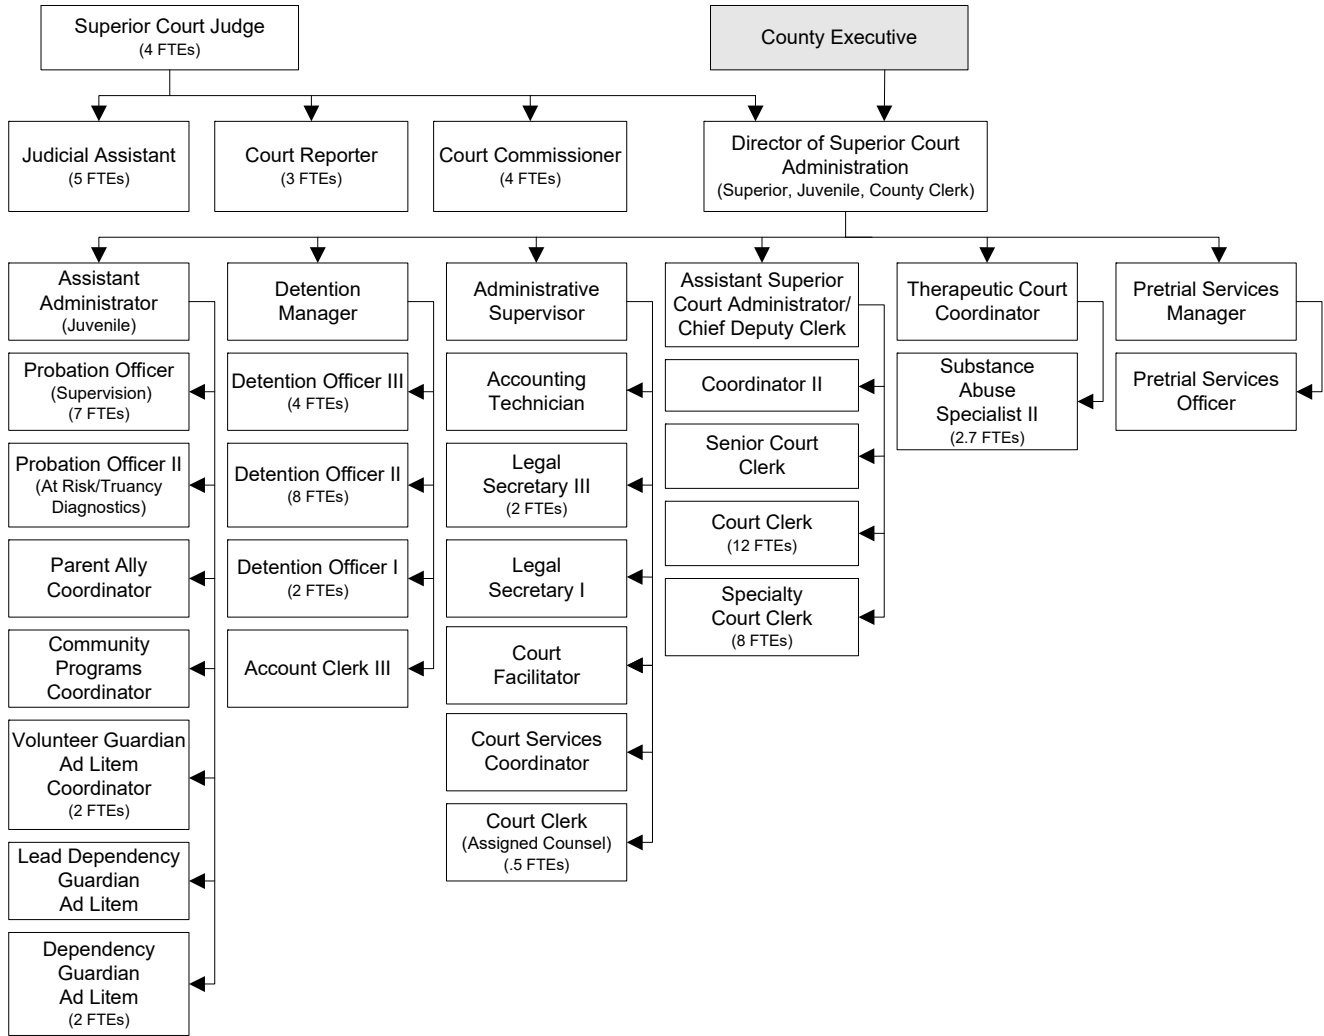 Superior Court Judge
(4 FTEs)
County Executive
Judicial Assistant
(5 FTEs)
Court Reporter
(3 FTEs)
Court Commissioner
(4 FTEs)
Director of Superior Court
Administration
(Superior, Juvenile, County Clerk)
Assistant
Administrator
(Juvenile)
Probation Officer
(Supervision)
(7 FTEs)
Probation Officer II
(At Risk/Truancy
Diagnostics)
Parent Ally
Coordinator
Community
Programs
Coordinator
Volunteer Guardian
Ad Litem
Coordinator
(2 FTEs)
Lead Dependency
Guardian
Ad Litem
Dependency
Guardian
Ad Litem
(2 FTEs)
Detention
Manager
Detention Officer III
(4 FTEs)
Detention Officer II
(8 FTEs)
Detention Officer I
(2 FTEs)
Account Clerk III
Administrative
Supervisor
Accounting
Technician
Legal
Secretary III
(2 FTEs)
Legal
Secretary I
Court
Facilitator
Court Services
Coordinator
Court Clerk
(Assigned Counsel)
(.5 FTEs)
Assistant Superior
Court Administrator/
Chief Deputy Clerk
Coordinator II
Senior Court
Clerk
Court Clerk
(12 FTEs)
Specialty
Court Clerk
(8 FTEs)
Therapeutic Court
Coordinator
Substance
Abuse
Specialist II
(2.7 FTEs)
Pretrial Services
Manager
Pretrial Services
Officer